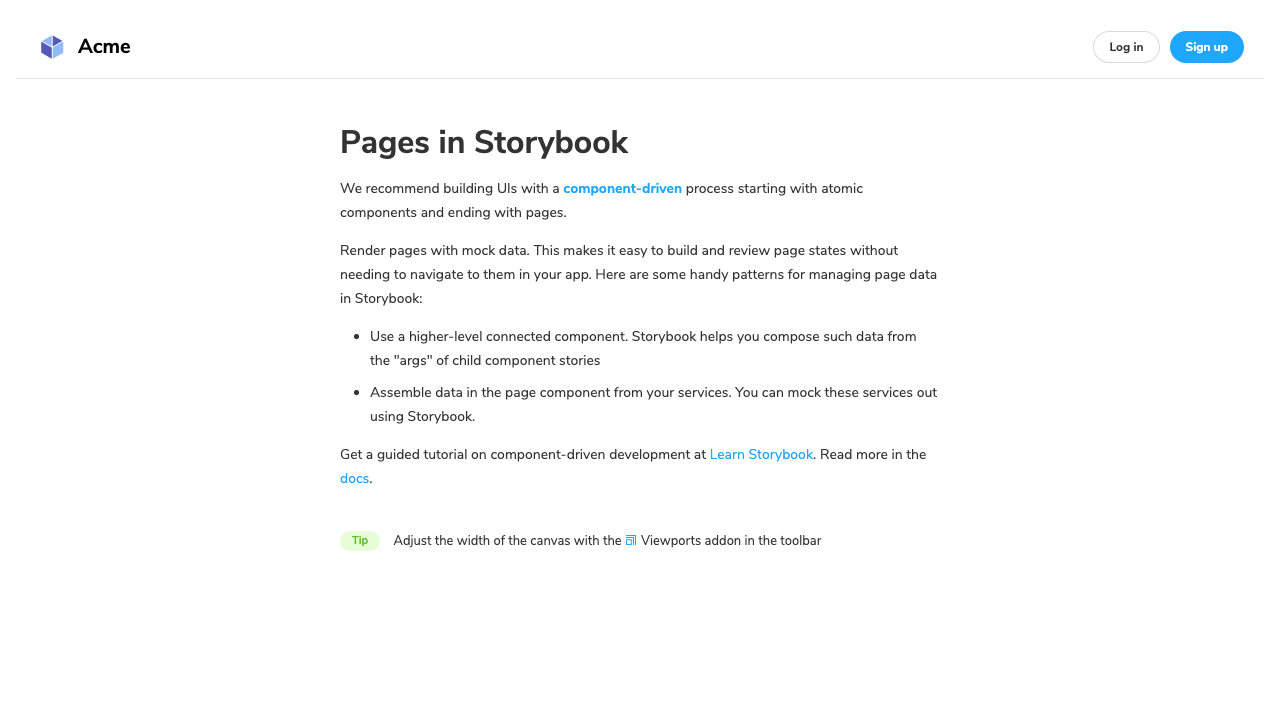 Acme
Log in
Sign up
Pages in Storybook
We recommend building UIs with a component-driven process starting with atomic
components and ending with pages.
Render pages with mock data. This makes it easy to build and review page states without
needing to navigate to them in your app. Here are some handy patterns for managing page data
in Storybook:
Use a higher-level connected component. Storybook helps you compose such data from
the "args" of child component stories
Assemble data in the page component from your services. You can mock these services out
using Storybook.
Get a guided tutorial on component-driven development at Learn Storybook. Read more in the
docs.
Tip Adjust the width of the canvas with the Viewports addon in the toolbar